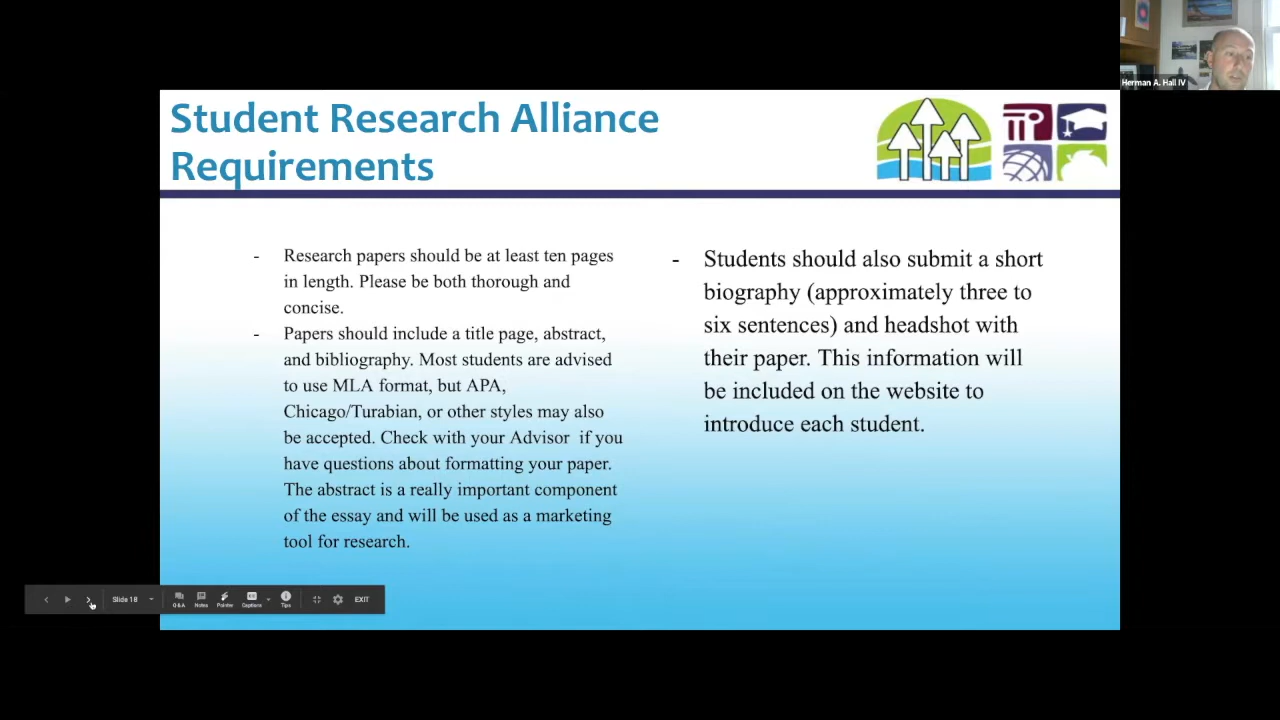 Herman A. Hall IV
Student Research Alliance
Requirements
- Research papers should be at least ten pages
in length. Please be both thorough and
concise.
- Papers should include a title page, abstract,
and bibliography. Most students are advised
to use MLA format, but APA,
Chicago/Turabian, or other styles may also
be accepted. Check with your Advisor  if you
have questions about formatting your paper.
The abstract is a really important component
of the essay and will be used as a marketing
tool for research.
- Students should also submit a short
biography (approximately three to
six sentences) and headshot with
their paper. This information will
be included on the website to
introduce each student.
Slide 18
Q&A
Notes
Pointer
Captions
Tips
EXIT